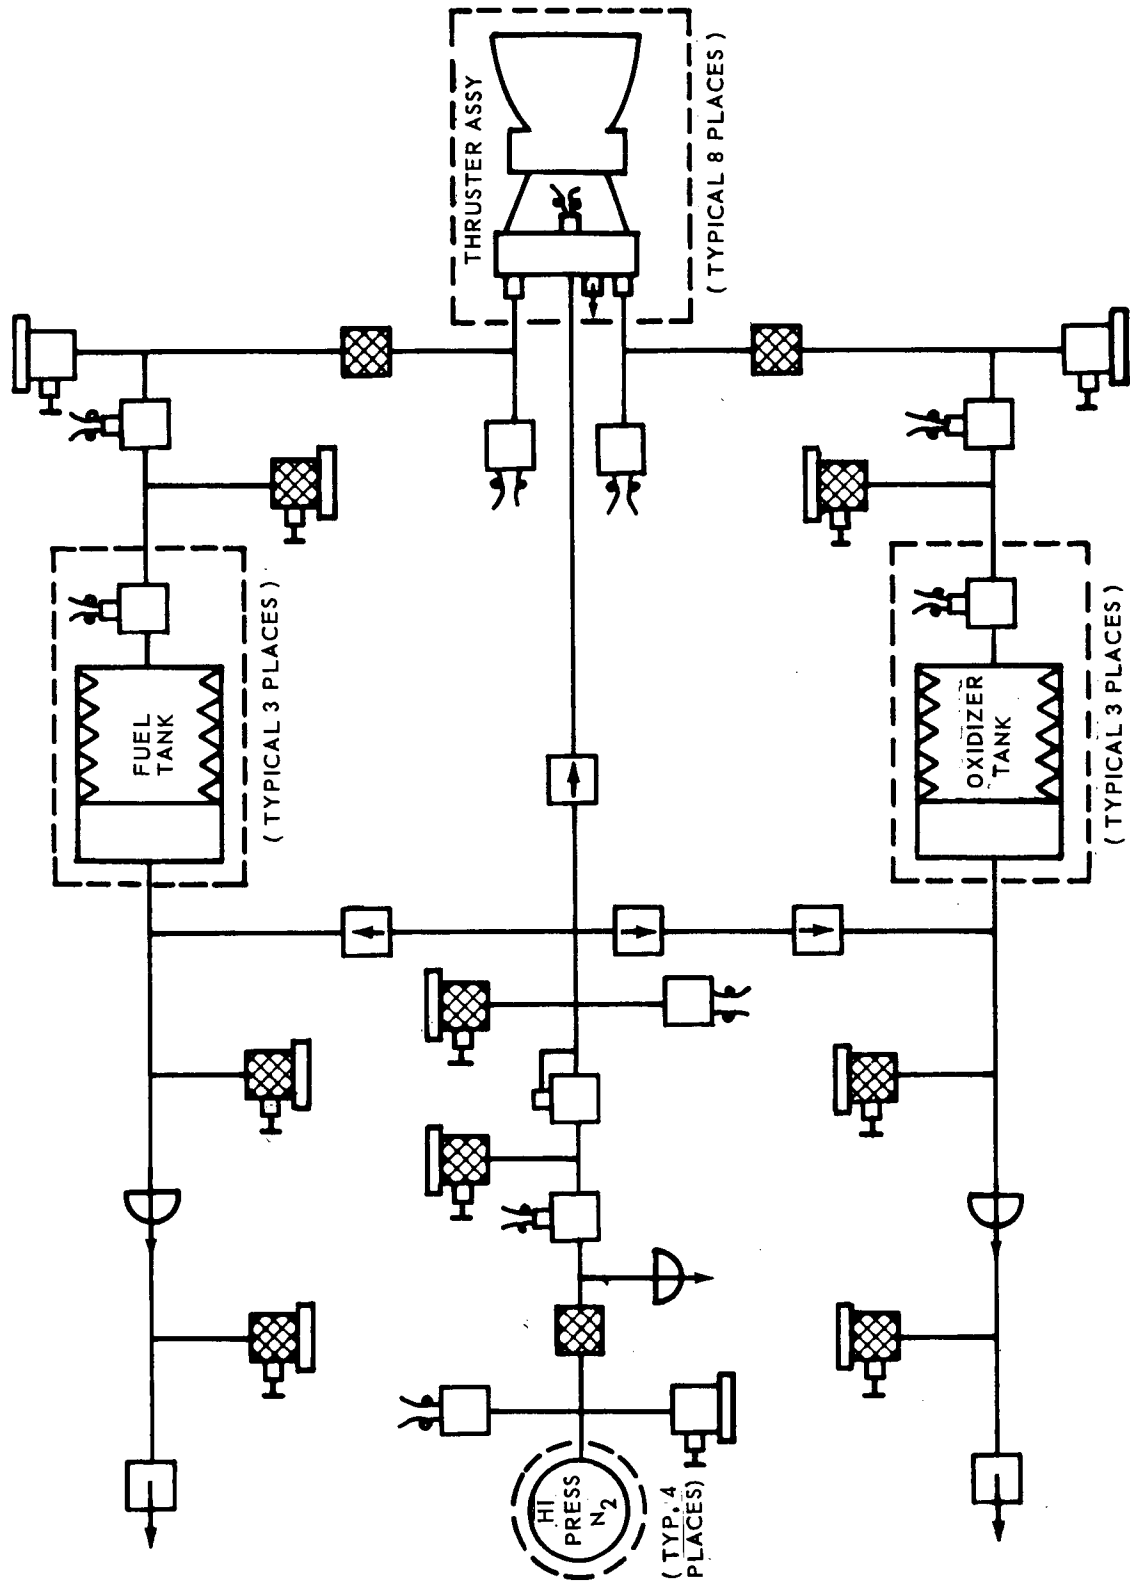 THRUSTER ASSY
( TYPICAL 8 PLACES )
FUEL
TANK
( TYPICAL 3 PLACES )
OXIDIZER
TANK
( TYPICAL 3 PLACES )
HI
PRESS
N2
( TYP. 4
PLACES)